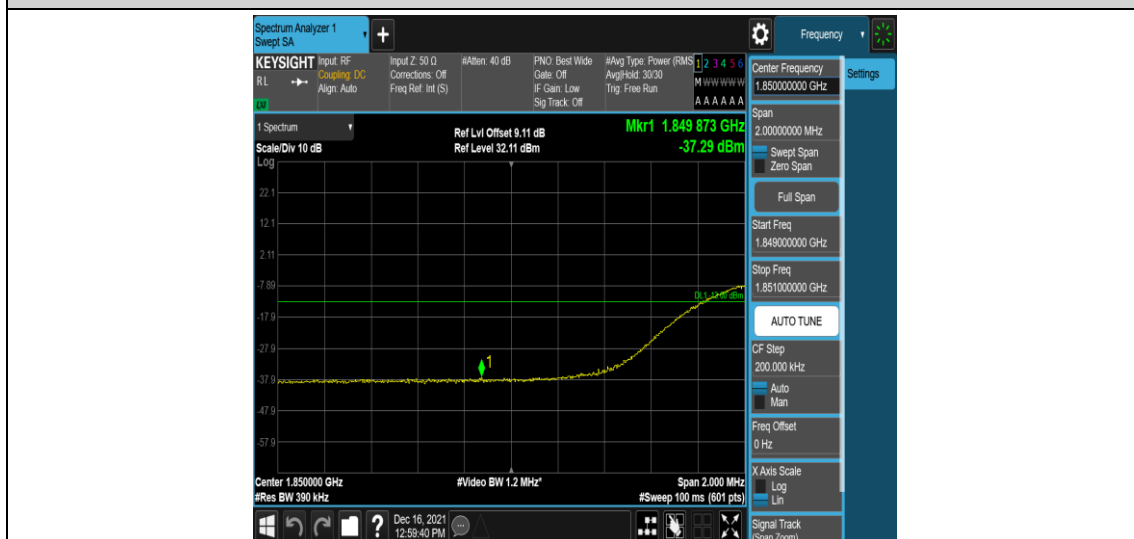 Spectrum Analyzer 1
Swept SA
Frequency
KEYSIGHT
RL
LXI
Input: RF
Coupling: DC
Align: Auto
Input Z: 50 Ω
Corrections: Off
Freq Ref: Int (S)
#Atten: 40 dB
PNO: Best Wide
Gate: Off
IF Gain: Low
Sig Track: Off
#Avg Type: Power (RMS
Avg|Hold: 30/30
Trig: Free Run
1 2 3 4 5 6
M W W W W W
A A A A A A
1 Spectrum
Scale/Div 10 dB
Log
Ref Lvl Offset 9.11 dB
Ref Level 32.11 dBm
Mkr1 1.849 873 GHz
-37.29 dBm
22.1
12.1
2.11
-7.89
DL1 -13.00 dBm
-17.9
-27.9
1
-37.9
-47.9
-57.9
Center 1.850000 GHz
#Res BW 390 kHz
#Video BW 1.2 MHz*
Span 2.000 MHz
#Sweep 100 ms (601 pts)
?
Dec 16, 2021
12:59:40 PM
Center Frequency
1.850000000 GHz
Settings
Span
2.00000000 MHz
Swept Span
Zero Span
Full Span
Start Freq
1.849000000 GHz
Stop Freq
1.851000000 GHz
AUTO TUNE
CF Step
200.000 kHz
Auto
Man
Freq Offset
0 Hz
X Axis Scale
Log
Lin
Signal Track
(Span Zoom)